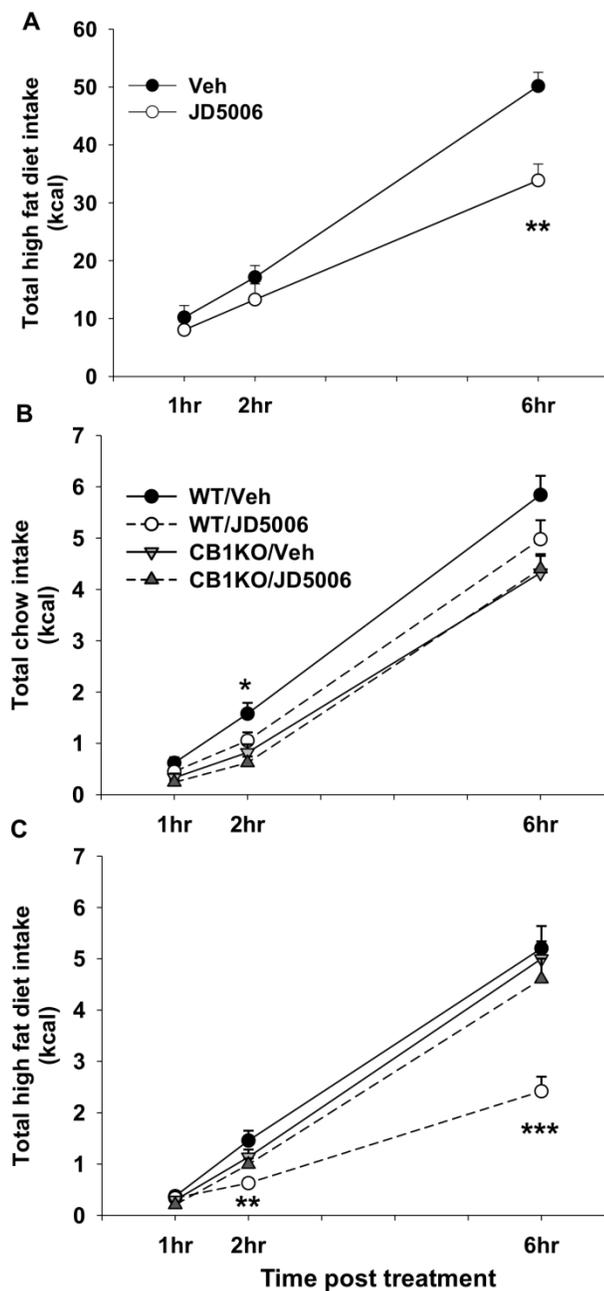 A
Total high fat diet intake
(kcal)
60
50
40
30
20
10
0
Veh
JD5006
**
1hr 2hr 6hr
B
Total chow intake
(kcal)
7
6
5
4
3
2
1
0
WT/Veh
WT/JD5006
CB1KO/Veh
CB1KO/JD5006
*
1hr 2hr 6hr
C
Total high fat diet intake
(kcal)
7
6
5
4
3
2
1
0
**
***
1hr 2hr 6hr
Time post treatment